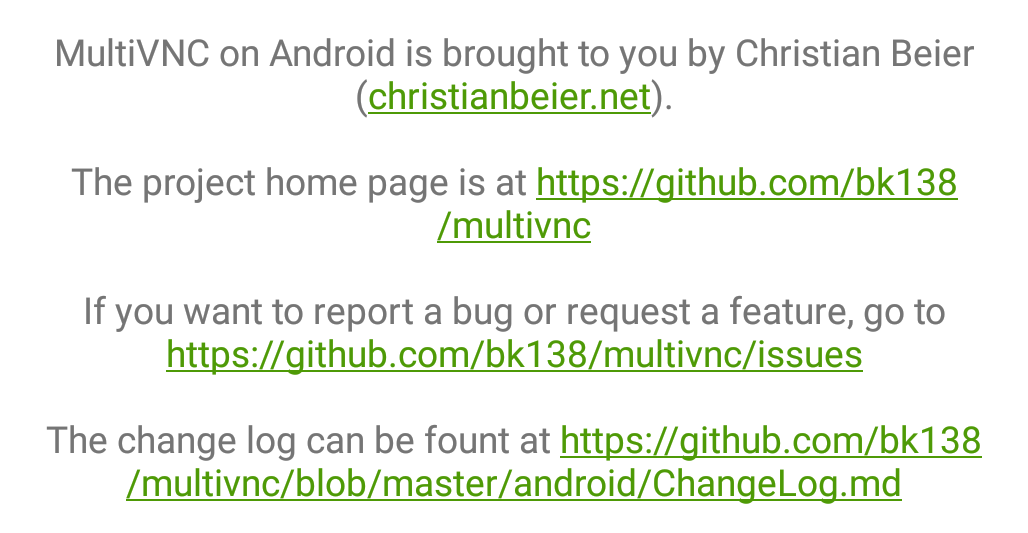 MultiVNC on Android is brought to you by Christian Beier
(christianbeier.net).
The project home page is at https://github.com/bk138
/multivnc
If you want to report a bug or request a feature, go to
https://github.com/bk138/multivnc/issues
The change log can be fount at https://github.com/bk138
/multivnc/blob/master/android/ChangeLog.md